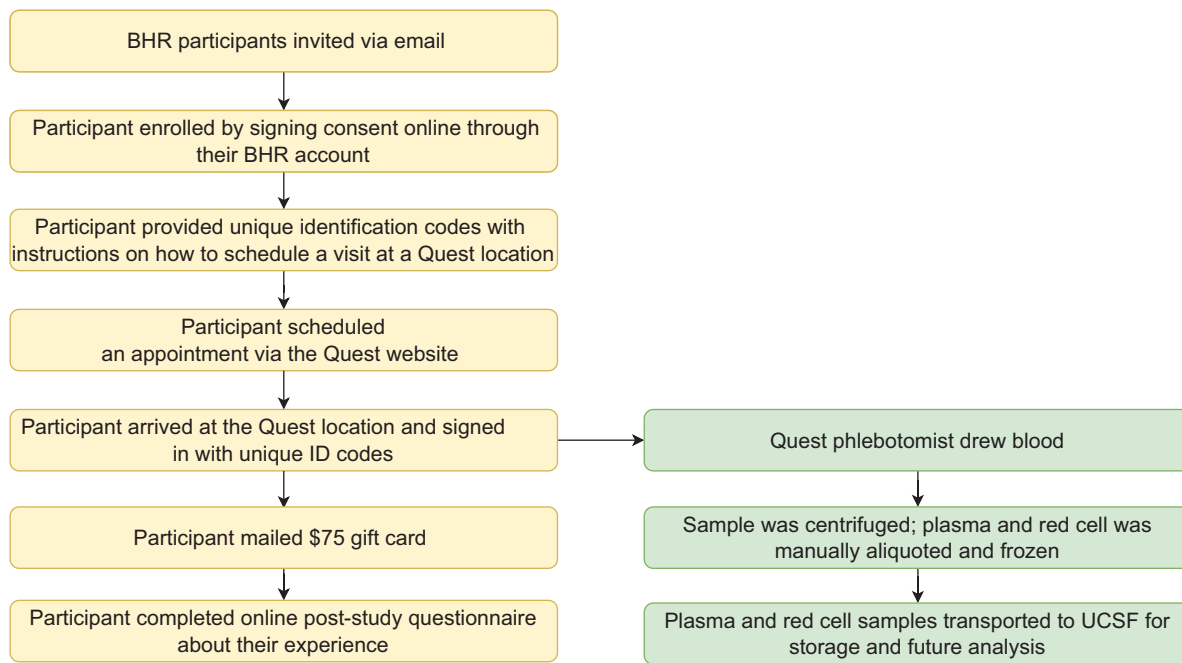 BHR participants invited via email
Participant enrolled by signing consent online through
their BHR account
Participant provided unique identification codes with
instructions on how to schedule a visit at a Quest location
Participant scheduled
an appointment via the Quest website
Participant arrived at the Quest location and signed
in with unique ID codes
Participant mailed $75 gift card
Participant completed online post-study questionnaire
about their experience
Quest phlebotomist drew blood
Sample was centrifuged; plasma and red cell was
manually aliquoted and frozen
Plasma and red cell samples transported to UCSF for
storage and future analysis